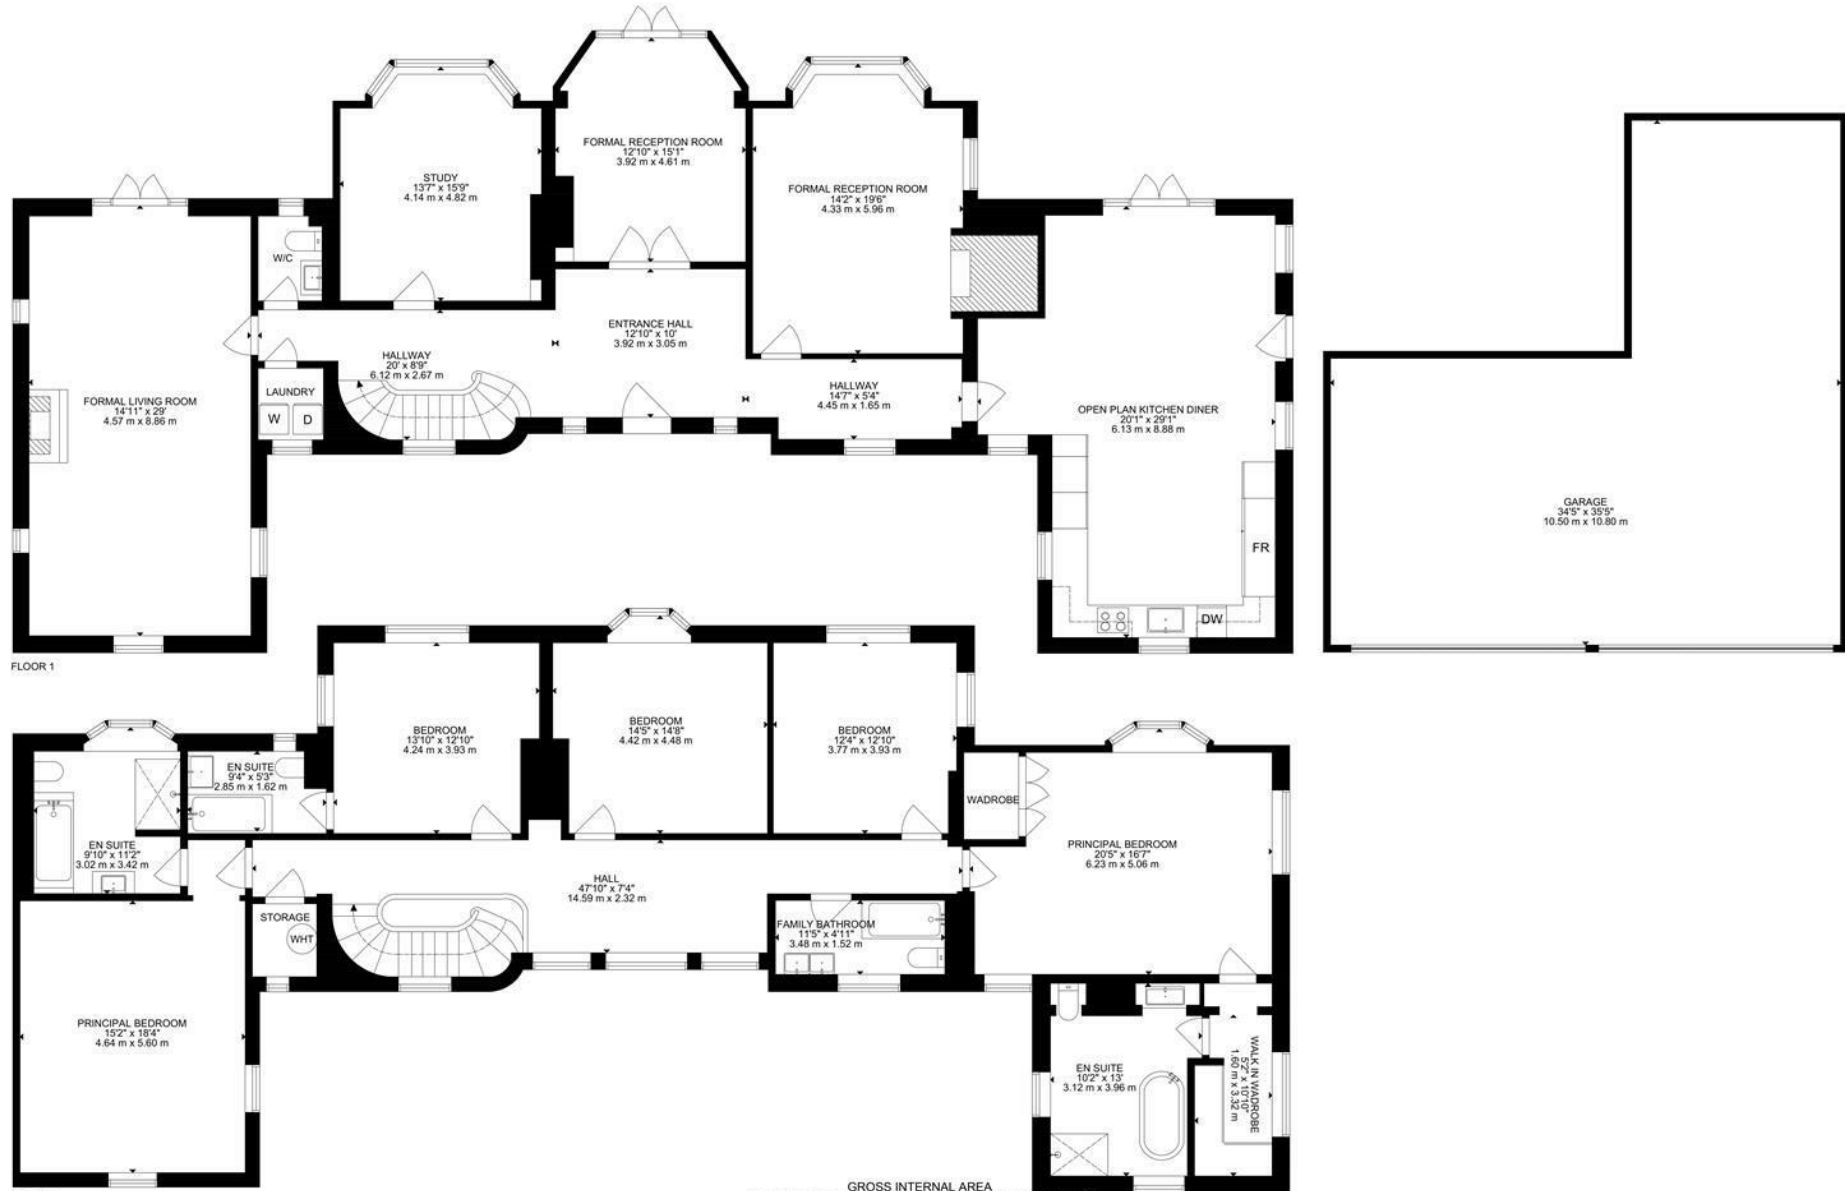 FORMAL RECEPTION ROOM
12'10" x 15'1"
3.92 m x 4.61 m
STUDY
13'7" x 15'9"
4.14 m x 4.82 m
FORMAL RECEPTION ROOM
14'2" x 19'6"
4.33 m x 5.96 m
W/C
ENTRANCE HALL
12'10" x 10'
3.92 m x 3.05 m
HALLWAY
20' x 8'9"
6.12 m x 2.67 m
HALLWAY
14'7" x 5'4"
4.45 m x 1.65 m
LAUNDRY
W D
FORMAL LIVING ROOM
14'11" x 29'
4.57 m x 8.86 m
OPEN PLAN KITCHEN DINER
20'1" x 29'1"
6.13 m x 8.88 m
FR
DW
GARAGE
34'5" x 35'5"
10.50 m x 10.80 m
FLOOR 1
BEDROOM
13'10" x 12'10"
4.24 m x 3.93 m
BEDROOM
14'5" x 14'8"
4.42 m x 4.48 m
BEDROOM
12'4" x 12'10"
3.77 m x 3.93 m
EN SUITE
9'4" x 5'3"
2.85 m x 1.62 m
WADROBE
EN SUITE
9'10" x 11'2"
3.02 m x 3.42 m
PRINCIPAL BEDROOM
20'5" x 16'7"
6.23 m x 5.06 m
HALL
47'10" x 7'4"
14.59 m x 2.32 m
STORAGE
WHT
FAMILY BATHROOM
11'5" x 4'11"
3.48 m x 1.52 m
PRINCIPAL BEDROOM
15'2" x 18'4"
4.64 m x 5.60 m
EN SUITE
10'2" x 13'
3.12 m x 3.96 m
WALK IN WADROBE
5'2" x 10'10"
1.60 m x 3.32 m
GROSS INTERNAL AREA